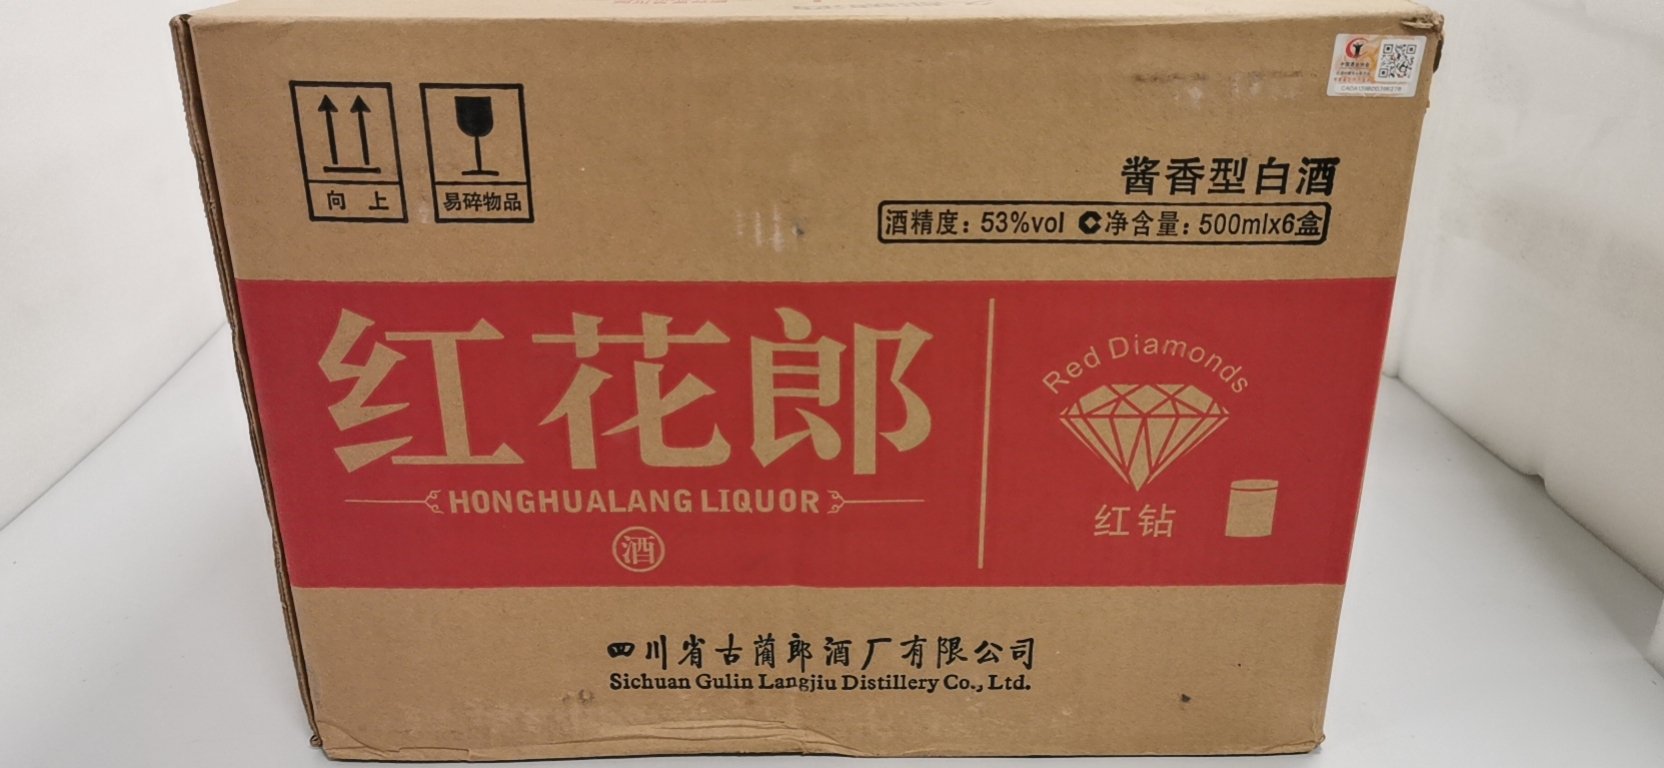 向上
易碎物品
酱香型白酒
酒精度：53%vol 净含量：500mlx6盒
红花郎
HONGHUALANG LIQUOR
酒
Red Diamonds
红钻
四川省古蔺郎酒厂有限公司
Sichuan Gulin Langjiu Distillery Co., Ltd.